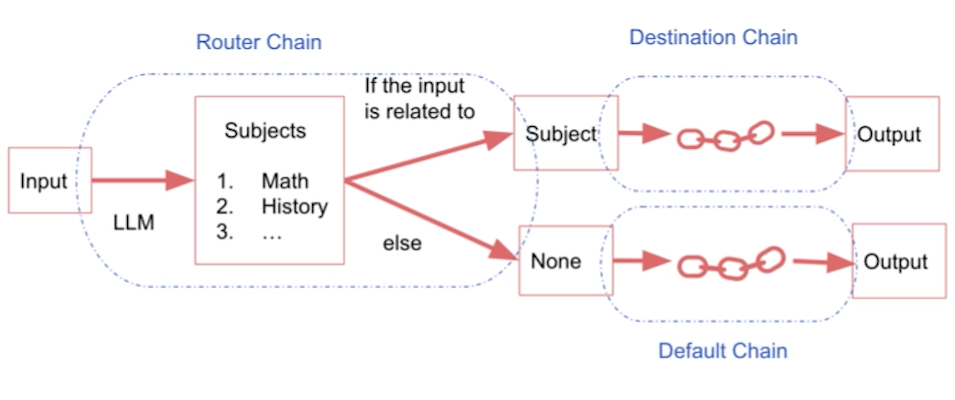 Router Chain
Destination Chain
If the input
is related to
Subjects
1. Math
2. History
3. ...
Input
LLM
else
Subject
Output
None
Output
Default Chain